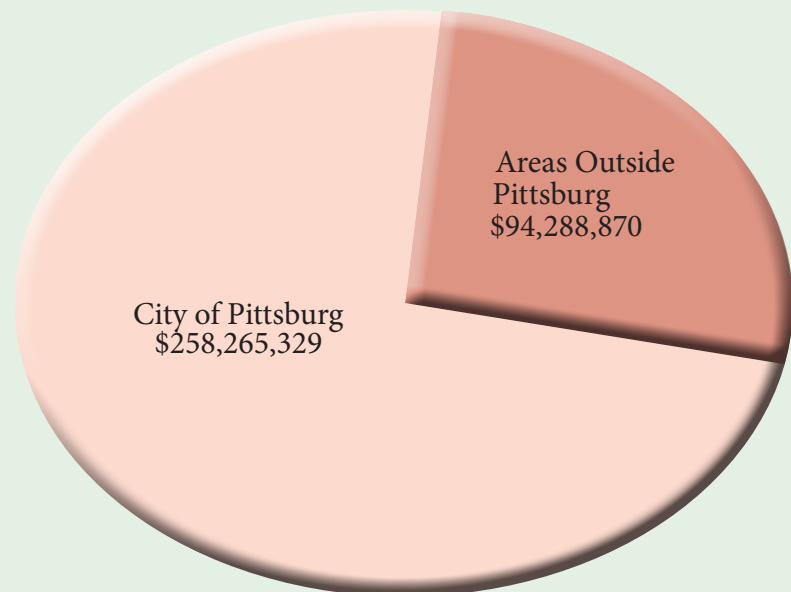 Areas Outside
Pittsburg
$94,288,870
City of Pittsburg
$258,265,329